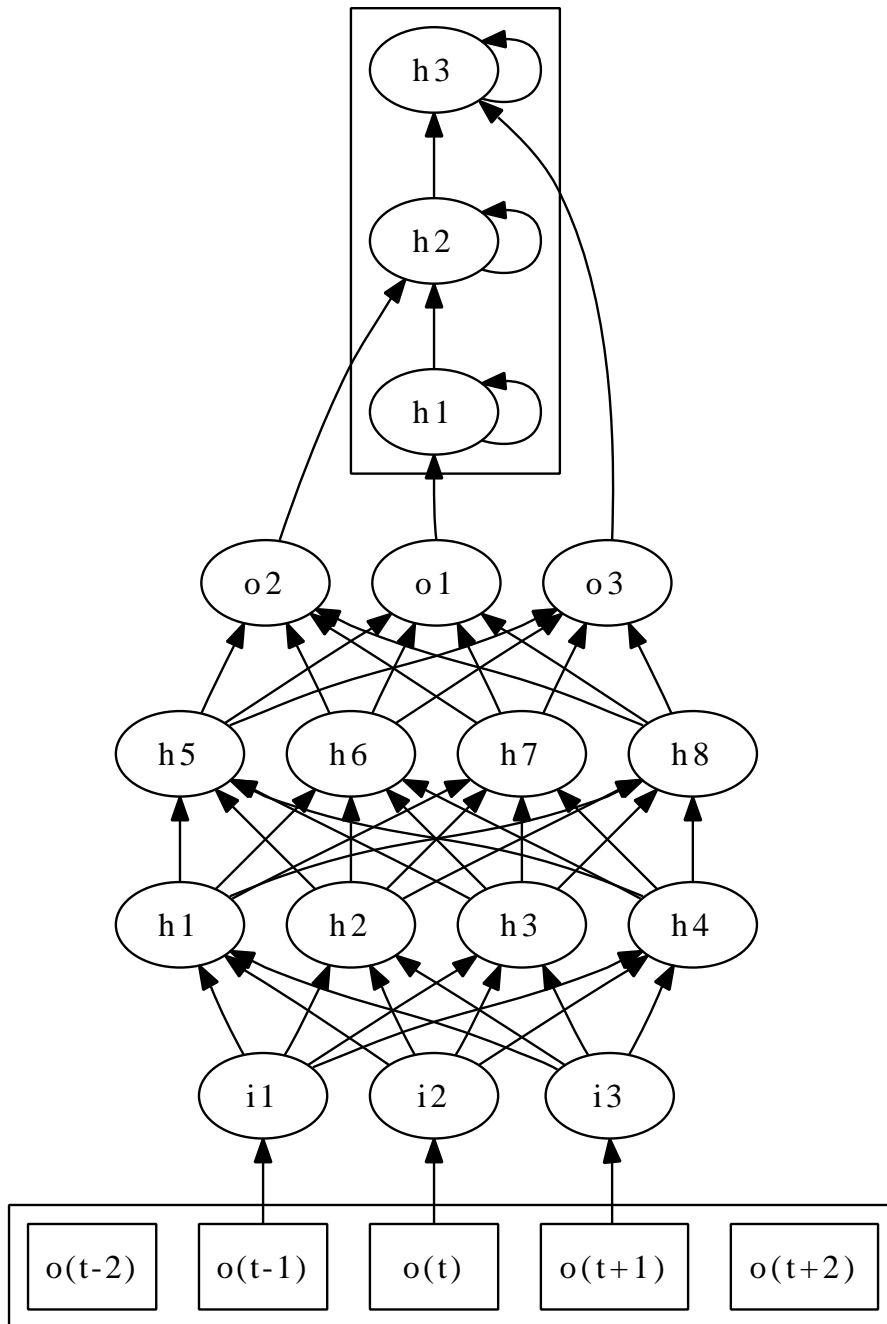 h3
h2
h1
o2 o1 o3
h5 h6 h7 h8
h1 h2 h3 h4
i1 i2 i3
o(t-2) o(t-1) o(t) o(t+1) o(t+2)